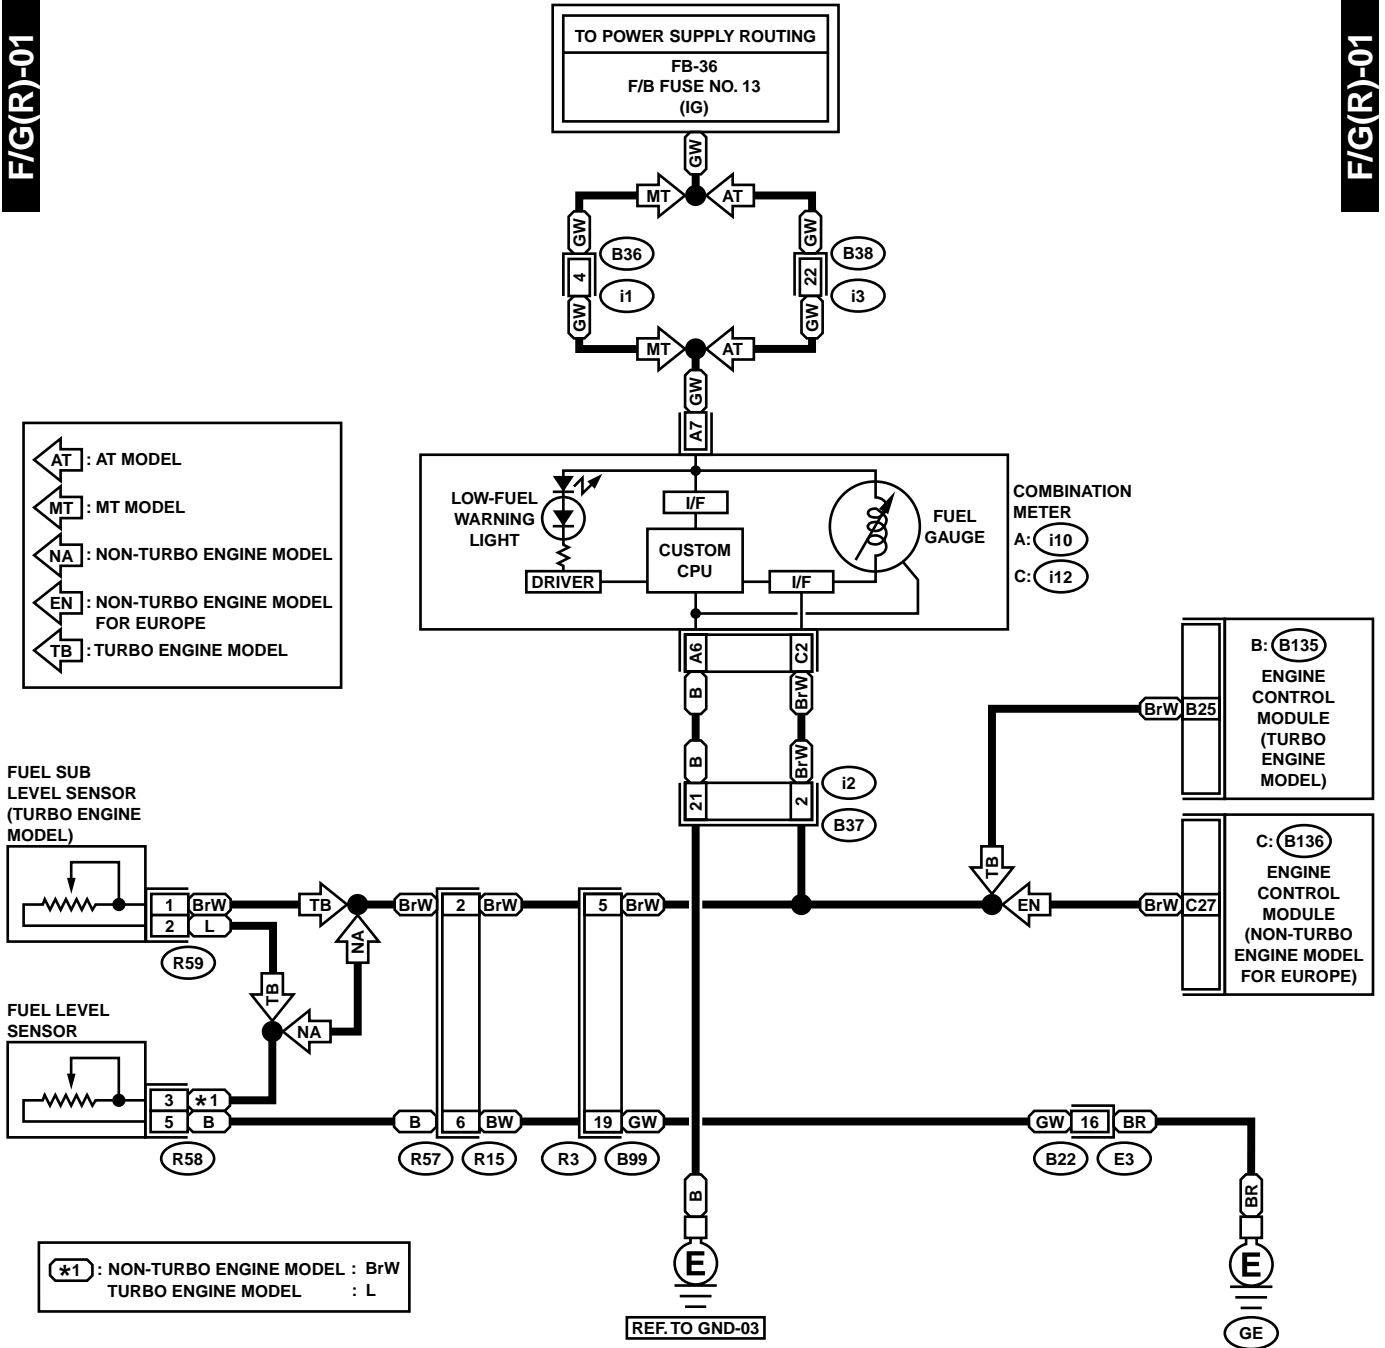 F/G(R)-01
F/G(R)-01
TO POWER SUPPLY ROUTING
FB-36
F/B FUSE NO. 13
(IG)
GW
MT
AT
GW
GW
B36
B38
4
22
i1
i3
GW
GW
MT
AT
GW
A7
AT : AT MODEL
MT : MT MODEL
NA : NON-TURBO ENGINE MODEL
EN : NON-TURBO ENGINE MODEL
FOR EUROPE
TB : TURBO ENGINE MODEL
LOW-FUEL
WARNING
LIGHT
I/F
CUSTOM
CPU
DRIVER
I/F
FUEL
GAUGE
COMBINATION
METER
A: i10
C: i12
A6
C2
B
BrW
B
BrW
21
2
i2
B37
B: B135
ENGINE
CONTROL
MODULE
(TURBO
ENGINE
MODEL)
BrW B25
TB
C: B136
ENGINE
CONTROL
MODULE
(NON-TURBO
ENGINE MODEL
FOR EUROPE)
EN
BrW C27
FUEL SUB
LEVEL SENSOR
(TURBO ENGINE
MODEL)
1 BrW
2 L
R59
TB
NA
BrW 2 BrW
5 BrW
TB
NA
FUEL LEVEL
SENSOR
3 *1
5 B
R58
B 6 BW
19 GW
GW 16 BR
R57
R15
R3
B99
B22
E3
B
BR
E
E
REF. TO GND-03
GE
*1 : NON-TURBO ENGINE MODEL : BrW
TURBO ENGINE MODEL : L